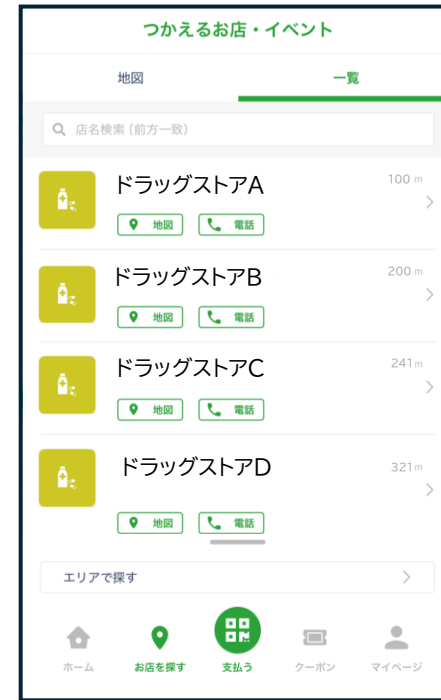 つかえるお店・イベント
地図 一覧
店名検索（前方一致）
ドラッグストアA 100 m
地図 電話
ドラッグストアB 200 m
地図 電話
ドラッグストアC 241 m
地図 電話
ドラッグストアD 321 m
地図 電話
エリアで探す
ホーム お店を探す 支払う クーポン マイページ